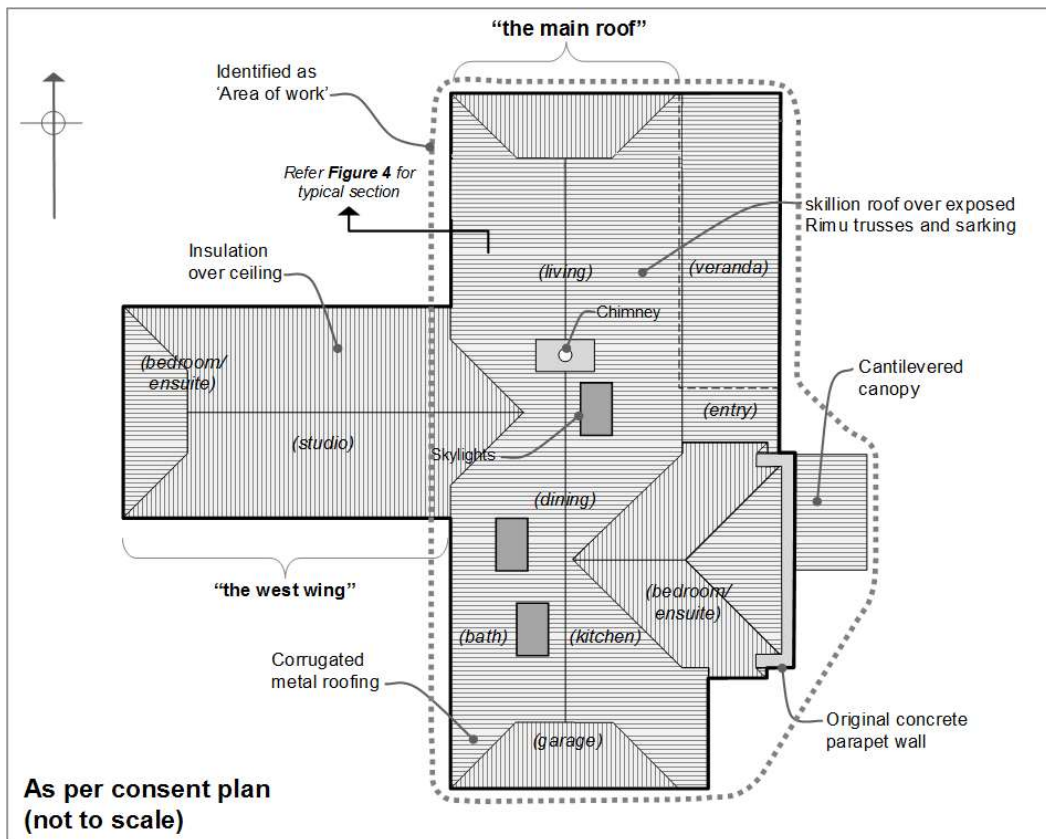 “the main roof”
Identified as
‘Area of work’
Refer Figure 4 for
typical section
skillion roof over exposed
Rimu trusses and sarking
Insulation
over ceiling
(living)
(veranda)
Chimney
(bedroom/
ensuite)
Cantilevered
canopy
(entry)
(studio)
Skylights
(dining)
“the west wing”
(bedroom/
ensuite)
(bath)
(kitchen)
Corrugated
metal roofing
Original concrete
parapet wall
(garage)
As per consent plan
(not to scale)